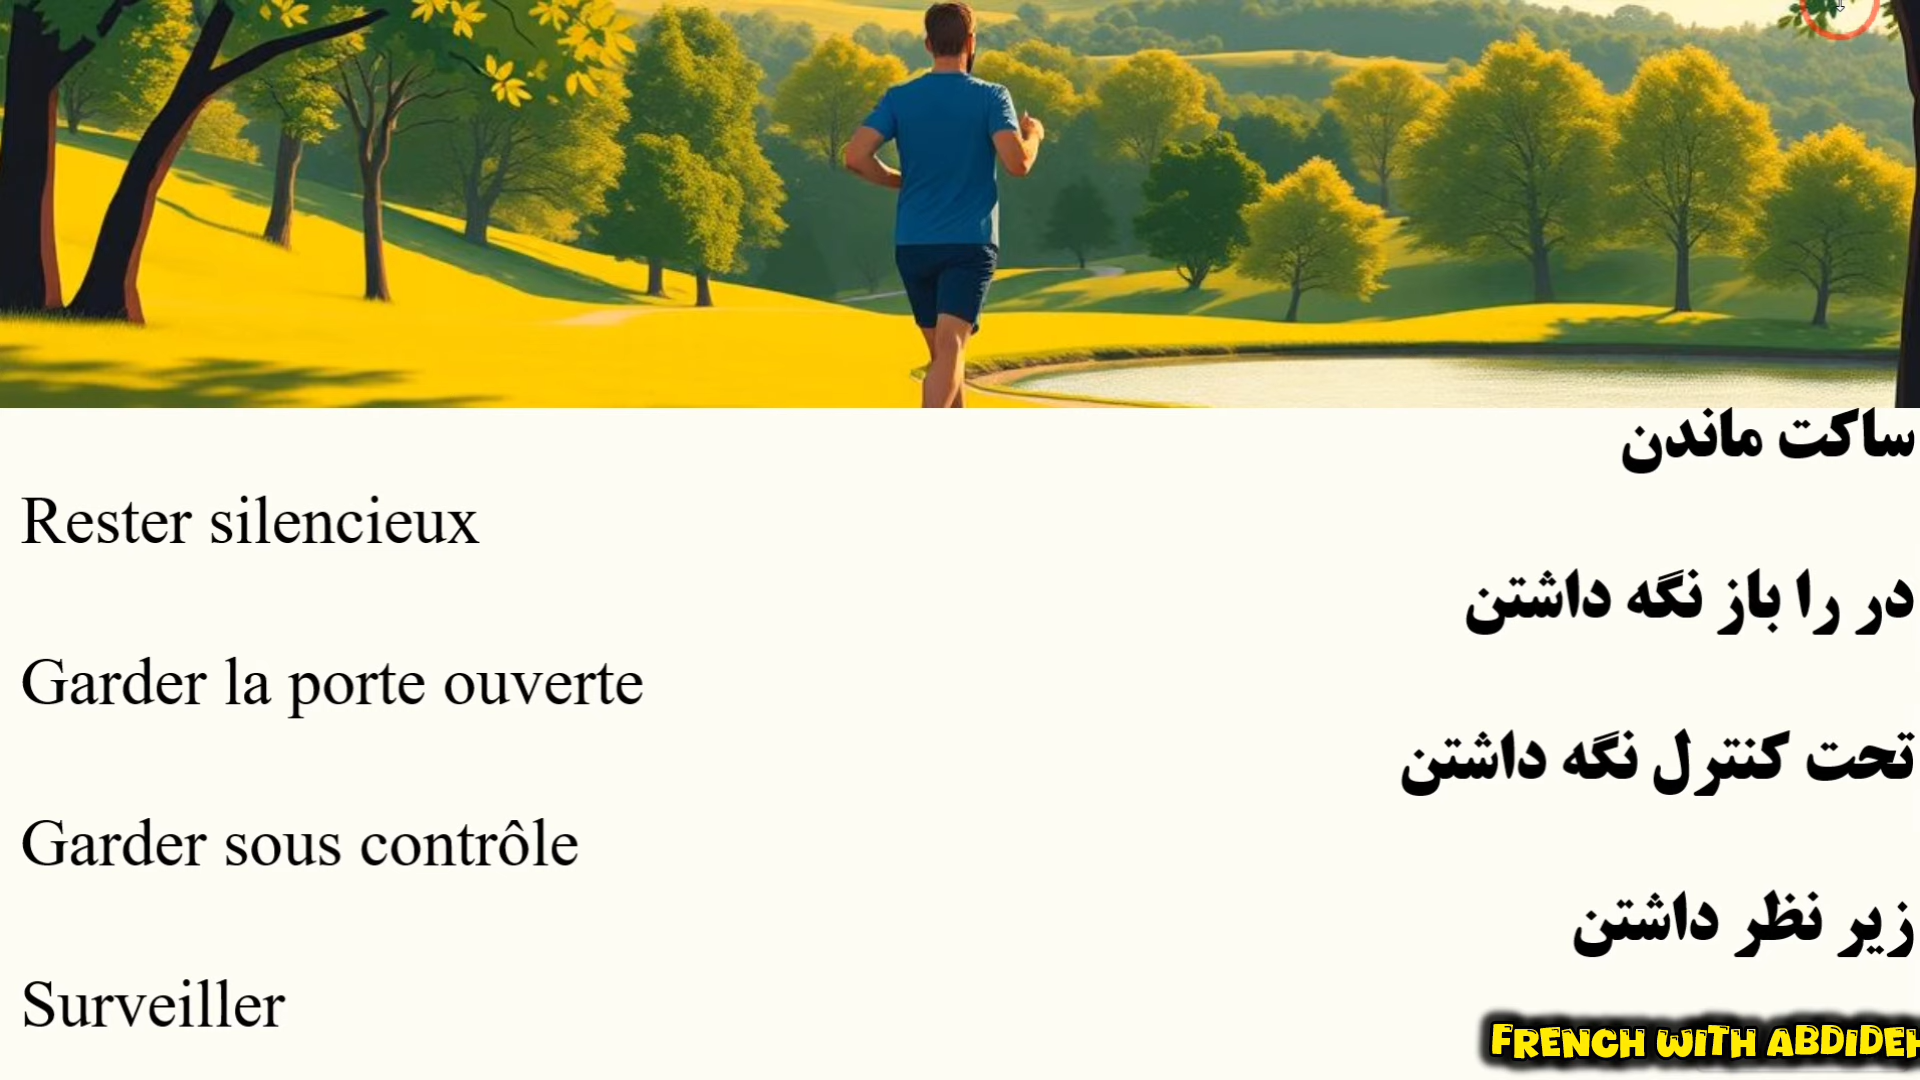 ساکت ماندن
Rester silencieux
در را باز نگه داشتن
Garder la porte ouverte
تحت کنترل نگه داشتن
Garder sous contrôle
زیر نظر داشتن
Surveiller
FRENCH WITH ABDIDEH